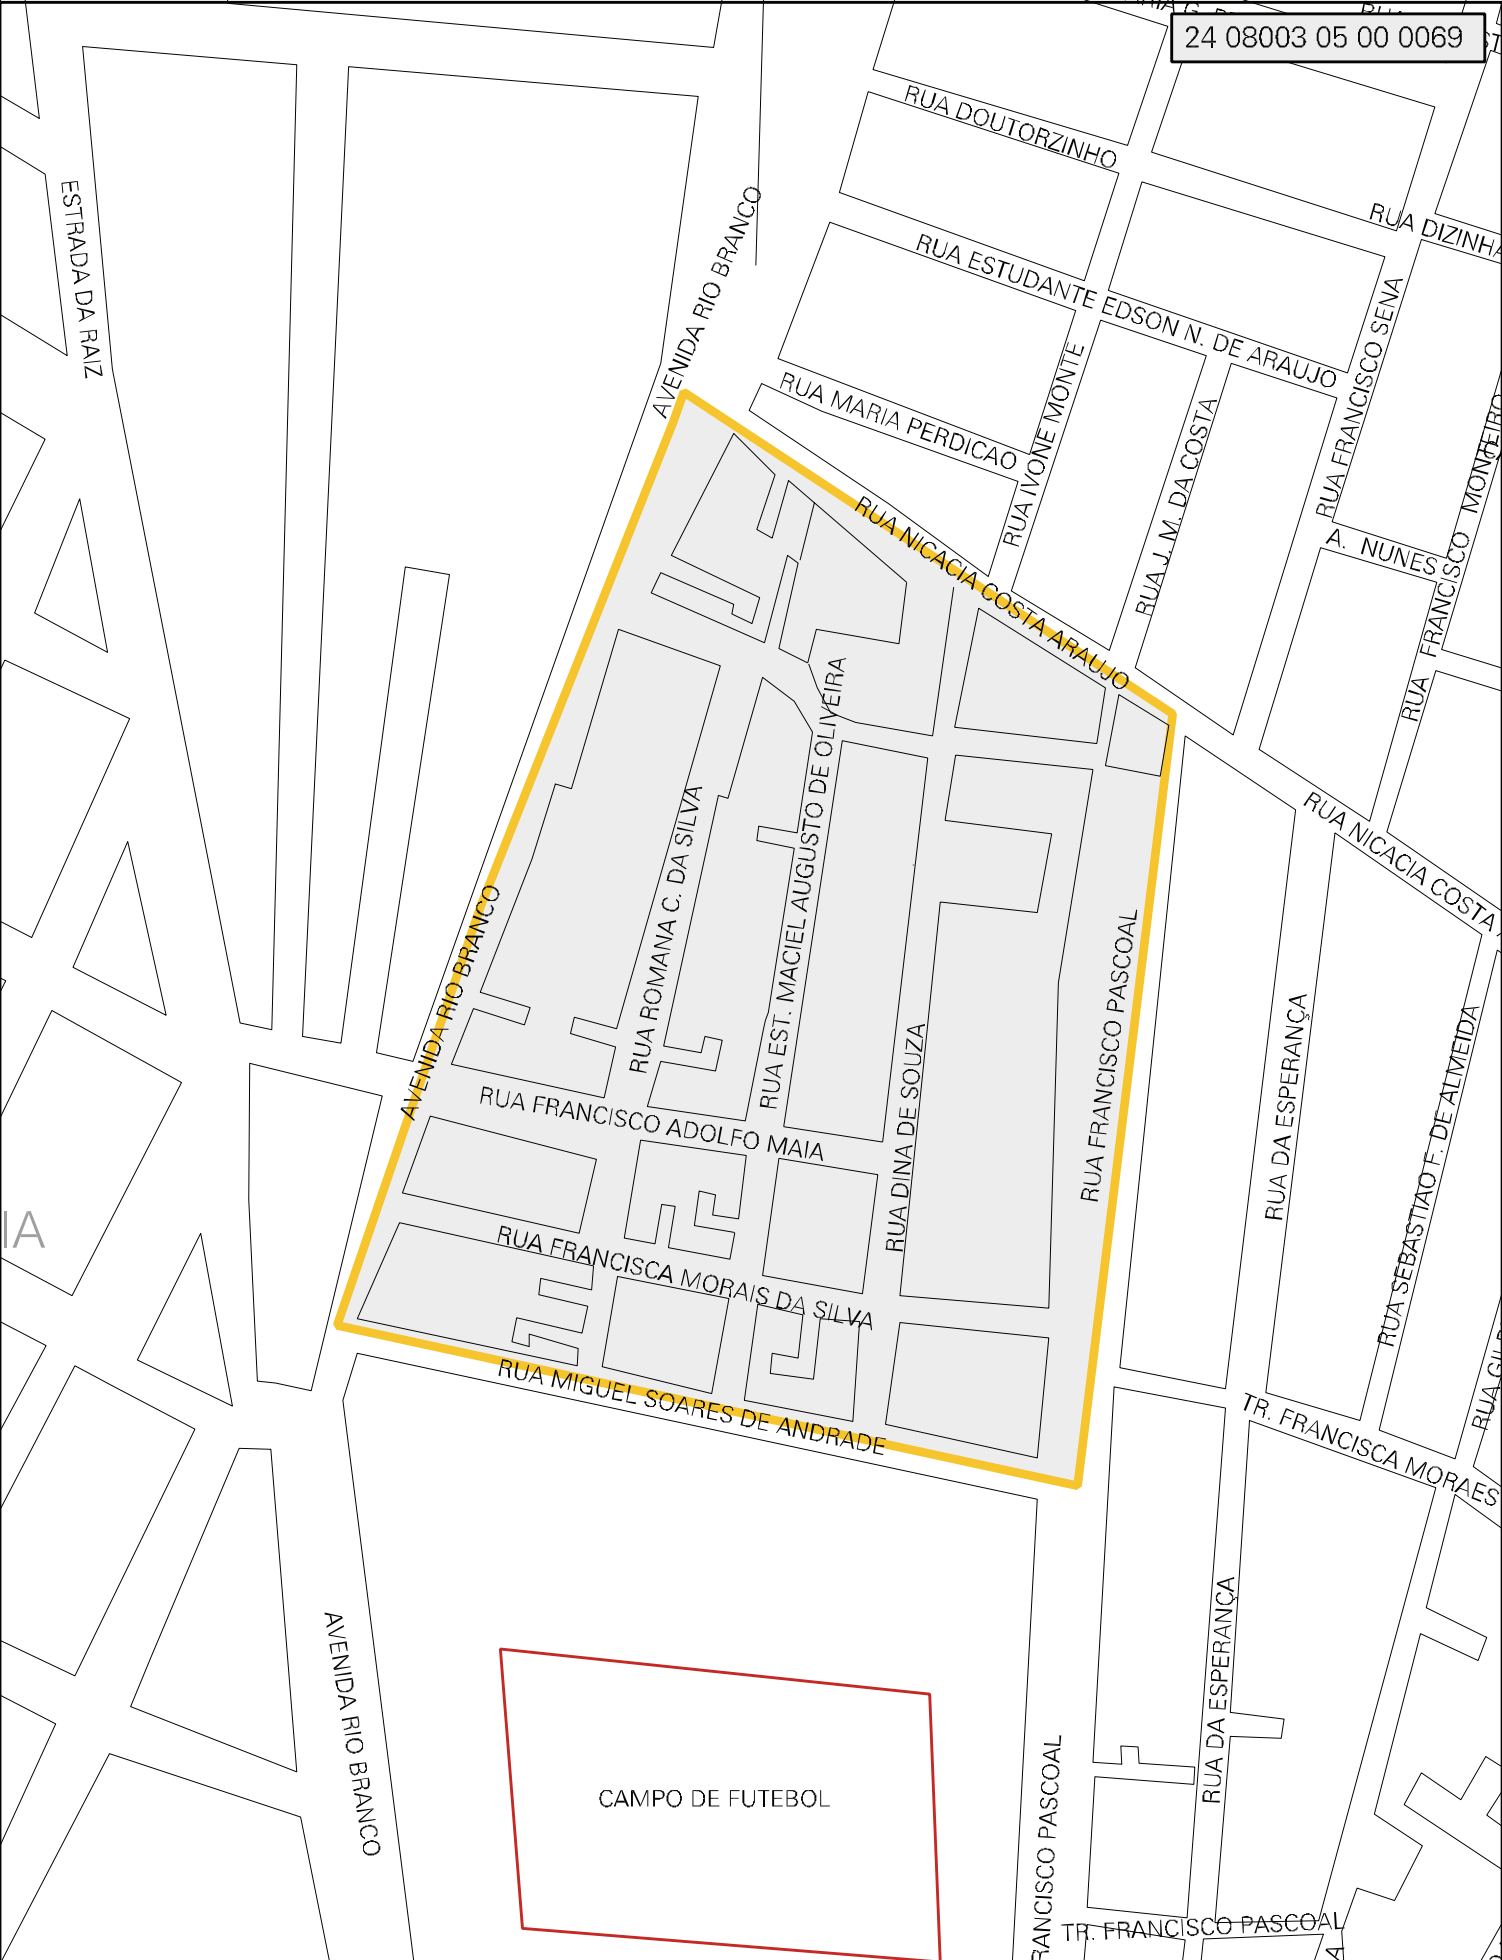 24 08003 05 00 0069
RUA DOUTORZINHO
RUA DIZINHA
ESTRADA DA RAIZ
AVENIDA RIO BRANCO
RUA ESTUDANTE EDSON N. DE ARAUJO
RUA FRANCISCO SENA
RUA MARIA PERDICAO
RUA IVONE MONTE
RUA J. M. DA COSTA
RUA FRANCISCO MONTEIRO
A. NUNES
RUA NICACIA COSTA ARAUJO
RUA EST. MACIEL AUGUSTO DE OLIVEIRA
RUA ROMANA C. DA SILVA
RUA NICACIA COSTA
AVENIDA RIO BRANCO
RUA FRANCISCO PASCOAL
RUA DA ESPERANÇA
RUA SEBASTIAO F. DE ALMEIDA
RUA DINA DE SOUZA
RUA FRANCISCO ADOLFO MAIA
IA
RUA FRANCISCA MORAIS DA SILVA
RUA MIGUEL SOARES DE ANDRADE
TR. FRANCISCA MORAES
RUA DA ESPERANÇA
AVENIDA RIO BRANCO
CAMPO DE FUTEBOL
RANCISCO PASCOAL
TR. FRANCISCO PASCOAL